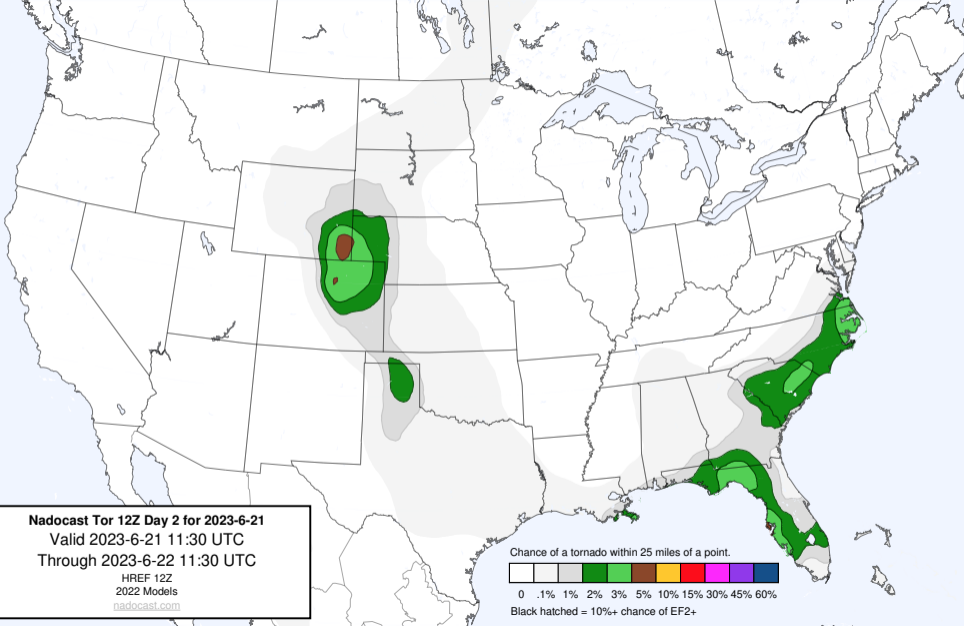 Nadocast Tor 12Z Day 2 for 2023-6-21
Valid 2023-6-21 11:30 UTC
Through 2023-6-22 11:30 UTC
HREF 12Z
2022 Models
nadocast.com
Chance of a tornado within 25 miles of a point.
0 .1% 1% 2% 3% 5% 10% 15% 30% 45% 60%
Black hatched = 10%+ chance of EF2+